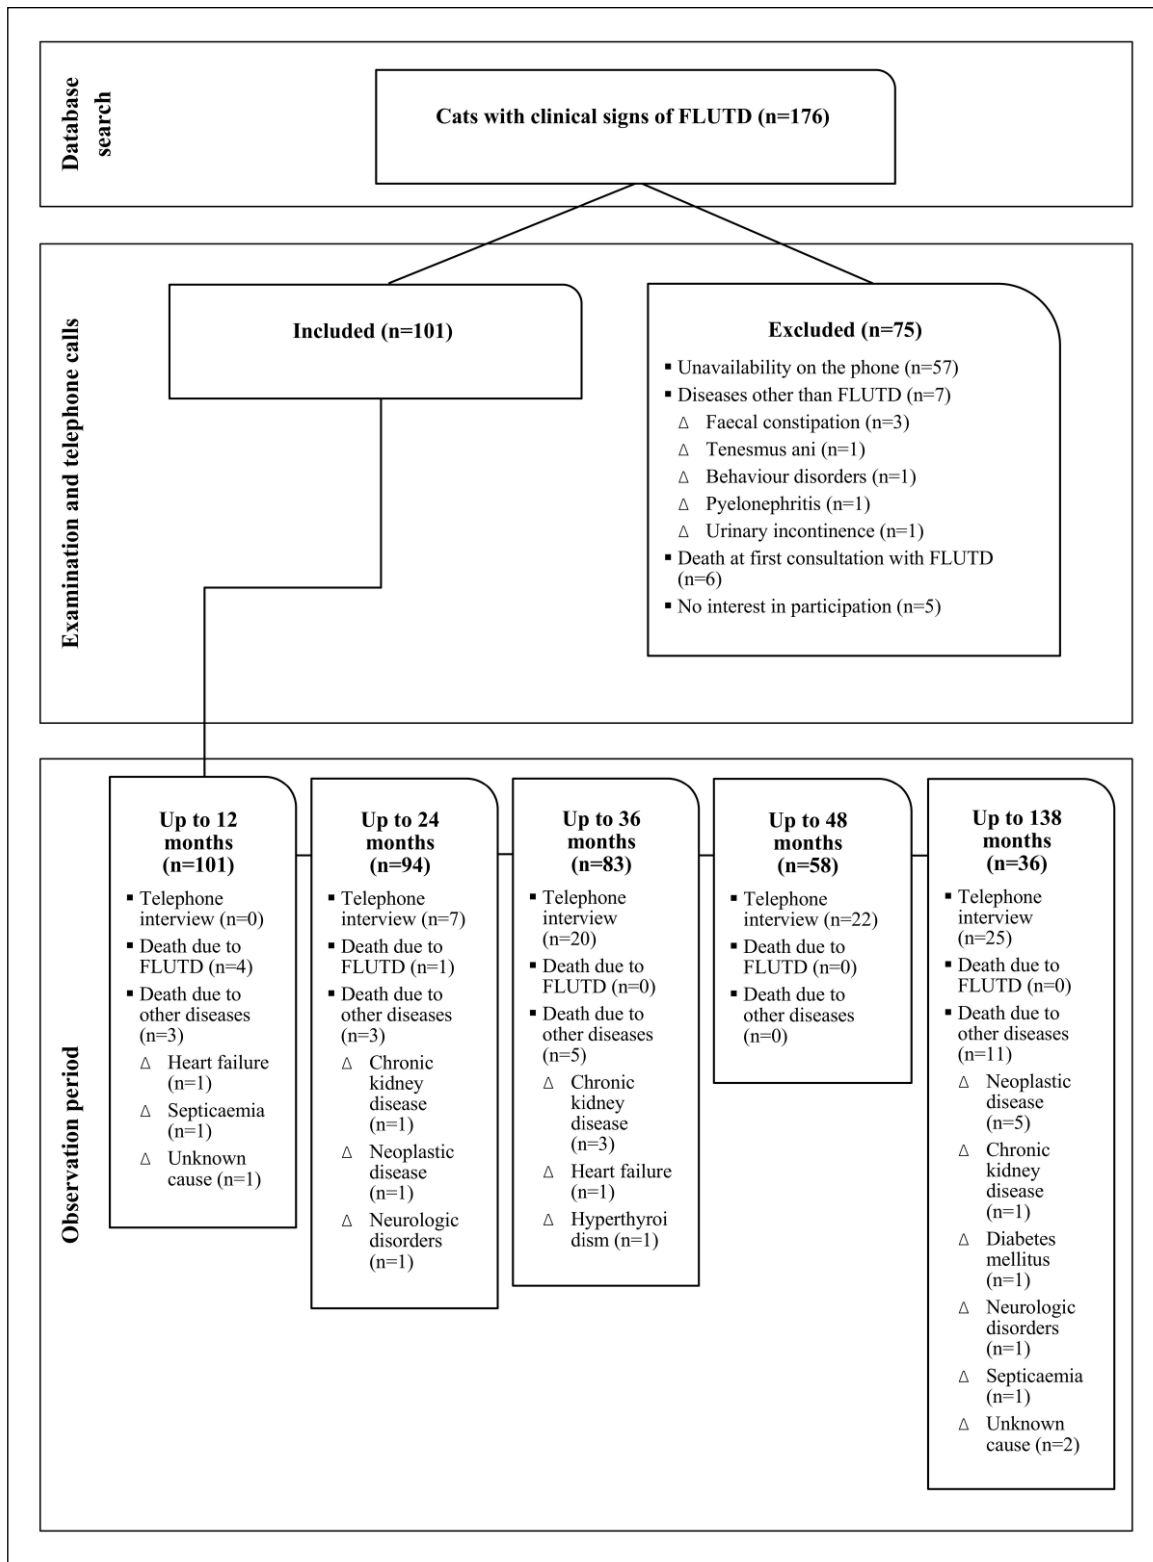 Database
search
Cats with clinical signs of FLUTD (n=176)
Examination and telephone calls
Included (n=101)
Excluded (n=75)
▪ Unavailability on the phone (n=57)
▪ Diseases other than FLUTD (n=7)
Δ Faecal constipation (n=3)
Δ Tenesmus ani (n=1)
Δ Behaviour disorders (n=1)
Δ Pyelonephritis (n=1)
Δ Urinary incontinence (n=1)
▪ Death at first consultation with FLUTD
(n=6)
▪ No interest in participation (n=5)
Observation period
Up to 12
months
(n=101)
▪ Telephone
interview (n=0)
▪ Death due to
FLUTD (n=4)
▪ Death due to
other diseases
(n=3)
Δ Heart failure
(n=1)
Δ Septicaemia
(n=1)
Δ Unknown
cause (n=1)
Up to 24
months
(n=94)
▪ Telephone
interview (n=7)
▪ Death due to
FLUTD (n=1)
▪ Death due to
other diseases
(n=3)
Δ Chronic
kidney
disease
(n=1)
Δ Neoplastic
disease
(n=1)
Δ Neurologic
disorders
(n=1)
Up to 36
months
(n=83)
▪ Telephone
interview
(n=20)
▪ Death due to
FLUTD (n=0)
▪ Death due to
other diseases
(n=5)
Δ Chronic
kidney
disease
(n=3)
Δ Heart failure
(n=1)
Δ Hyperthyroi
dism (n=1)
Up to 48
months
(n=58)
▪ Telephone
interview (n=22)
▪ Death due to
FLUTD (n=0)
▪ Death due to
other diseases
(n=0)
Up to 138
months
(n=36)
▪ Telephone
interview
(n=25)
▪ Death due to
FLUTD (n=0)
▪ Death due to
other diseases
(n=11)
Δ Neoplastic
disease
(n=5)
Δ Chronic
kidney
disease
(n=1)
Δ Diabetes
mellitus
(n=1)
Δ Neurologic
disorders
(n=1)
Δ Septicaemia
(n=1)
Δ Unknown
cause (n=2)